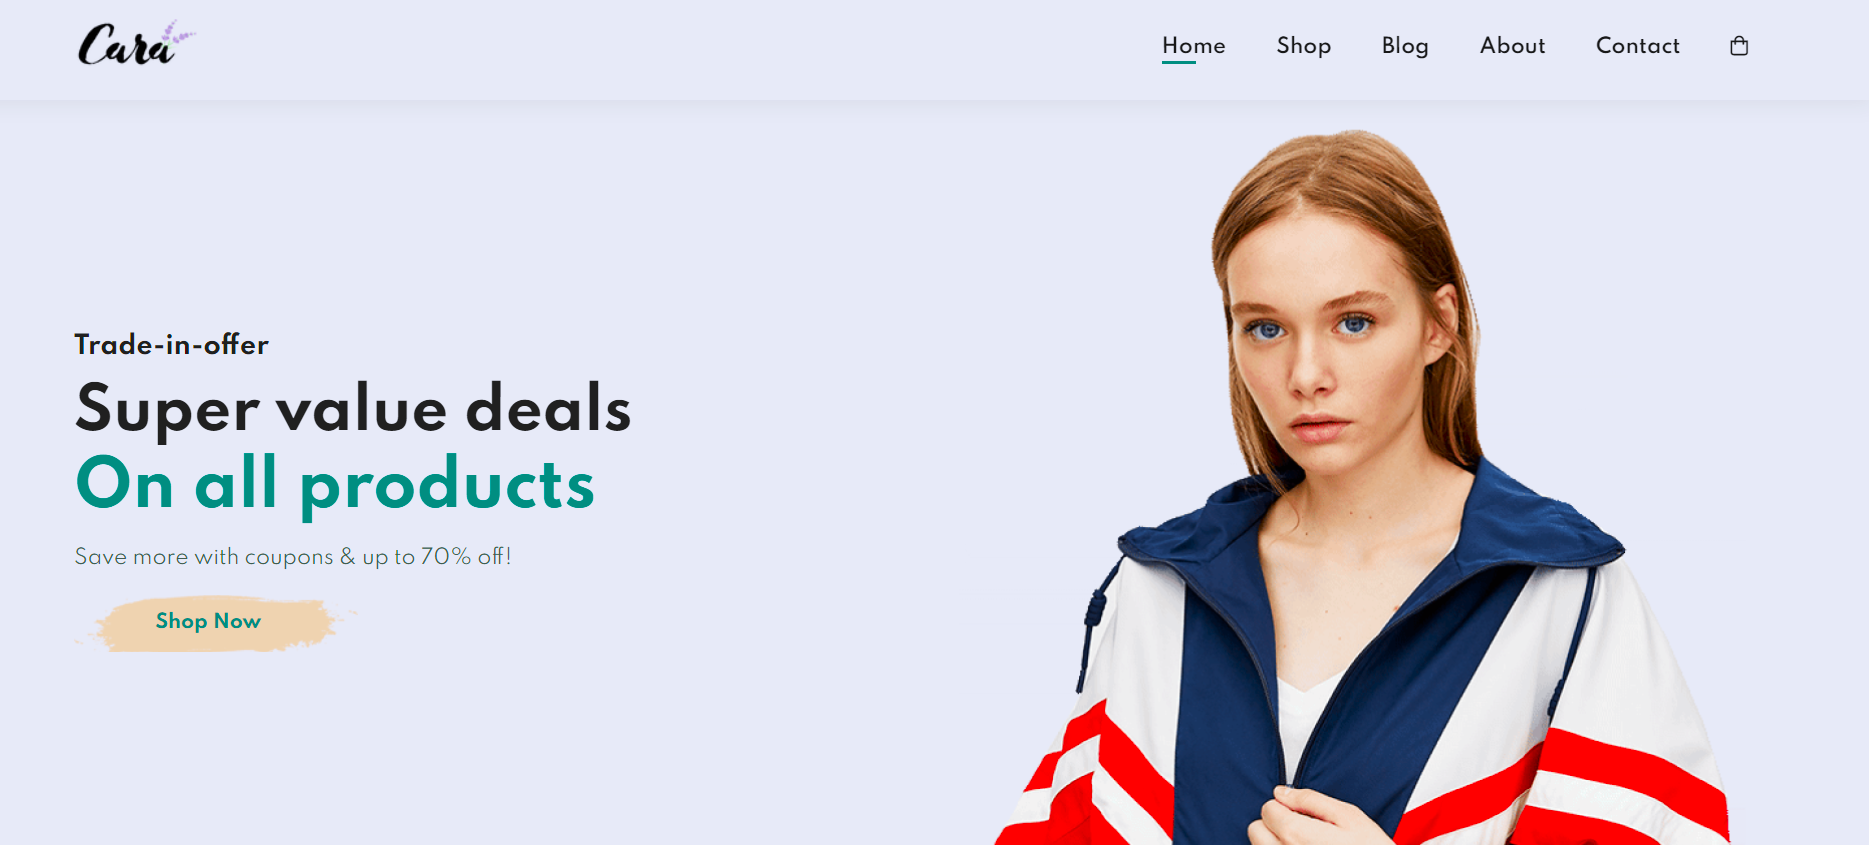 Cara
Home Shop Blog About Contact
Trade-in-offer
Super value deals
On all products
Save more with coupons & up to 70% off!
Shop Now